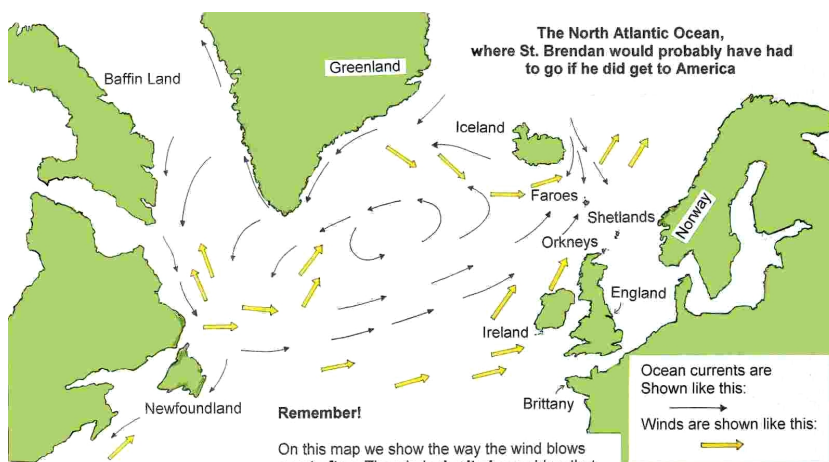 The North Atlantic Ocean,
where St. Brendan would probably have had
to go if he did get to America
Baffin Land
Greenland
Iceland
Faroes
Shetlands
Norway
Orkneys
England
Ireland
Newfoundland
Brittany
Ocean currents are
Shown like this:
Winds are shown like this:
Remember!
On this map we show the way the wind blows